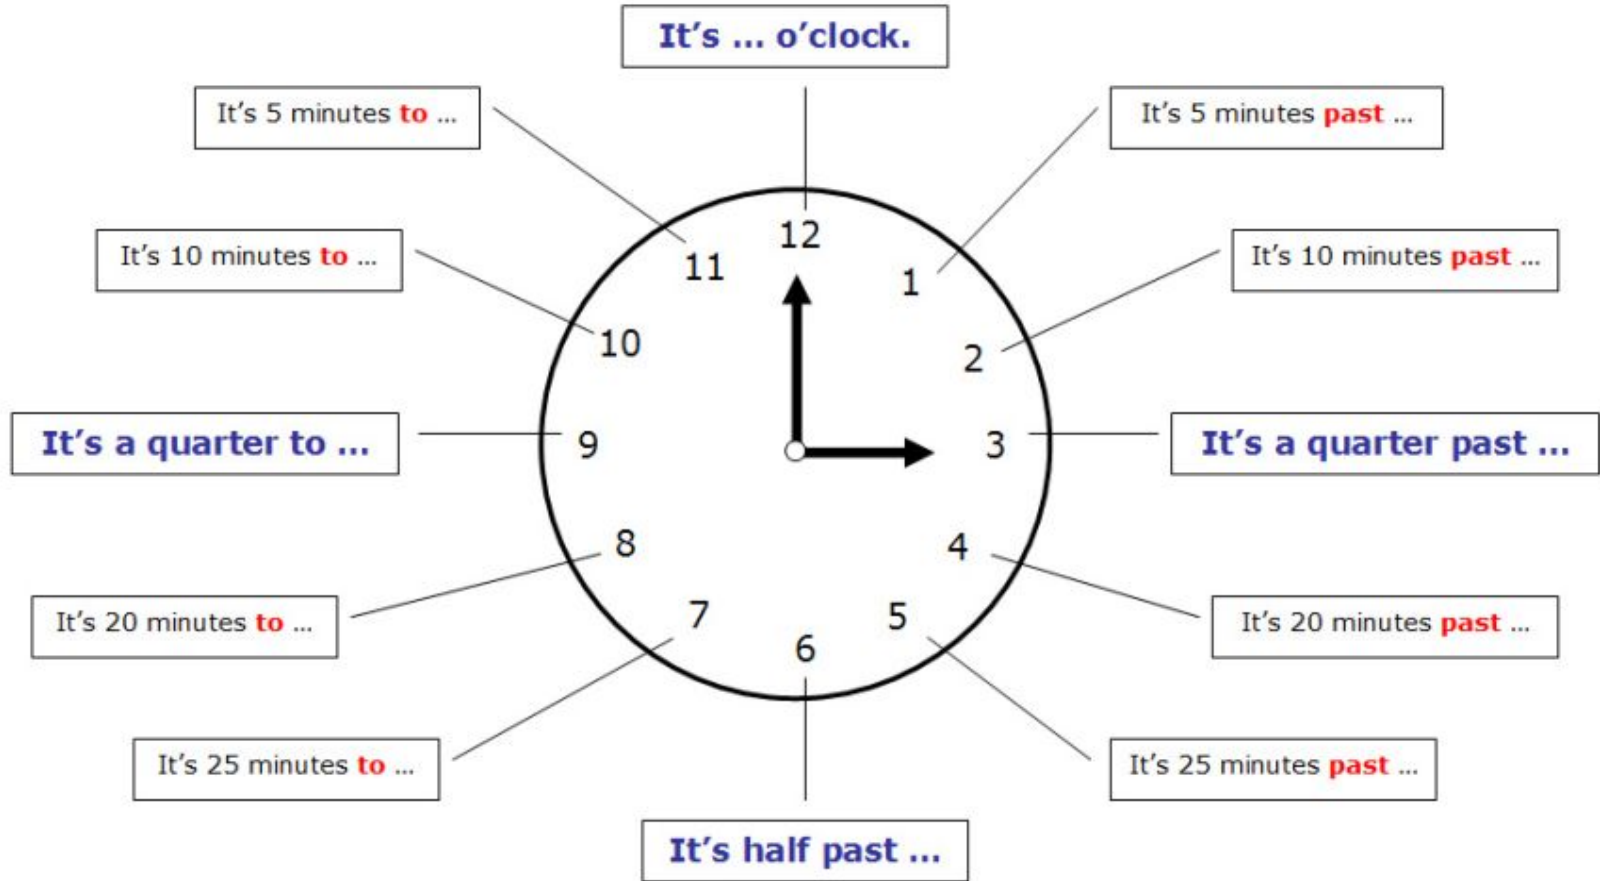 It's ... o'clock.
It's 5 minutes to ...
It's 5 minutes past ...
It's 10 minutes to ...
It's 10 minutes past ...
12
11
1
10
2
It's a quarter to ...
9
3
It's a quarter past ...
8
4
It's 20 minutes to ...
7
5
It's 20 minutes past ...
6
It's 25 minutes to ...
It's 25 minutes past ...
It's half past ...